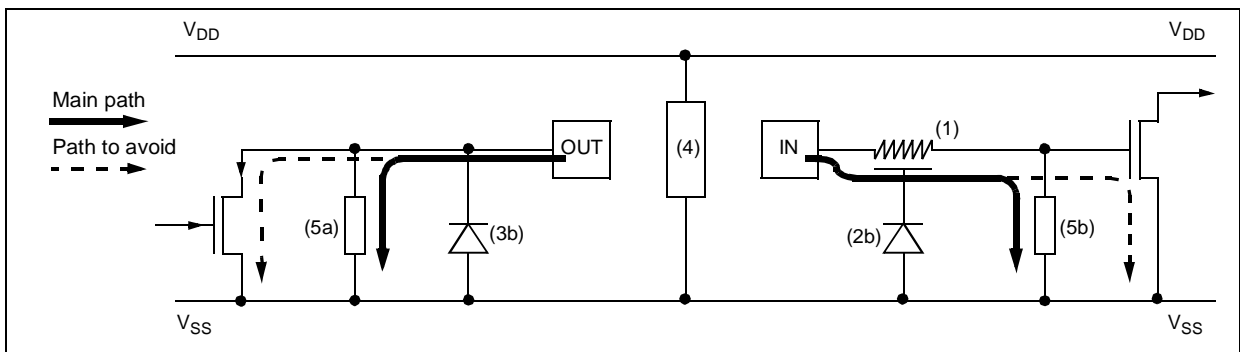 VDD VDD
Main path
Path to avoid
OUT (4) IN (1)
(5a) (3b) (2b) (5b)
VSS VSS